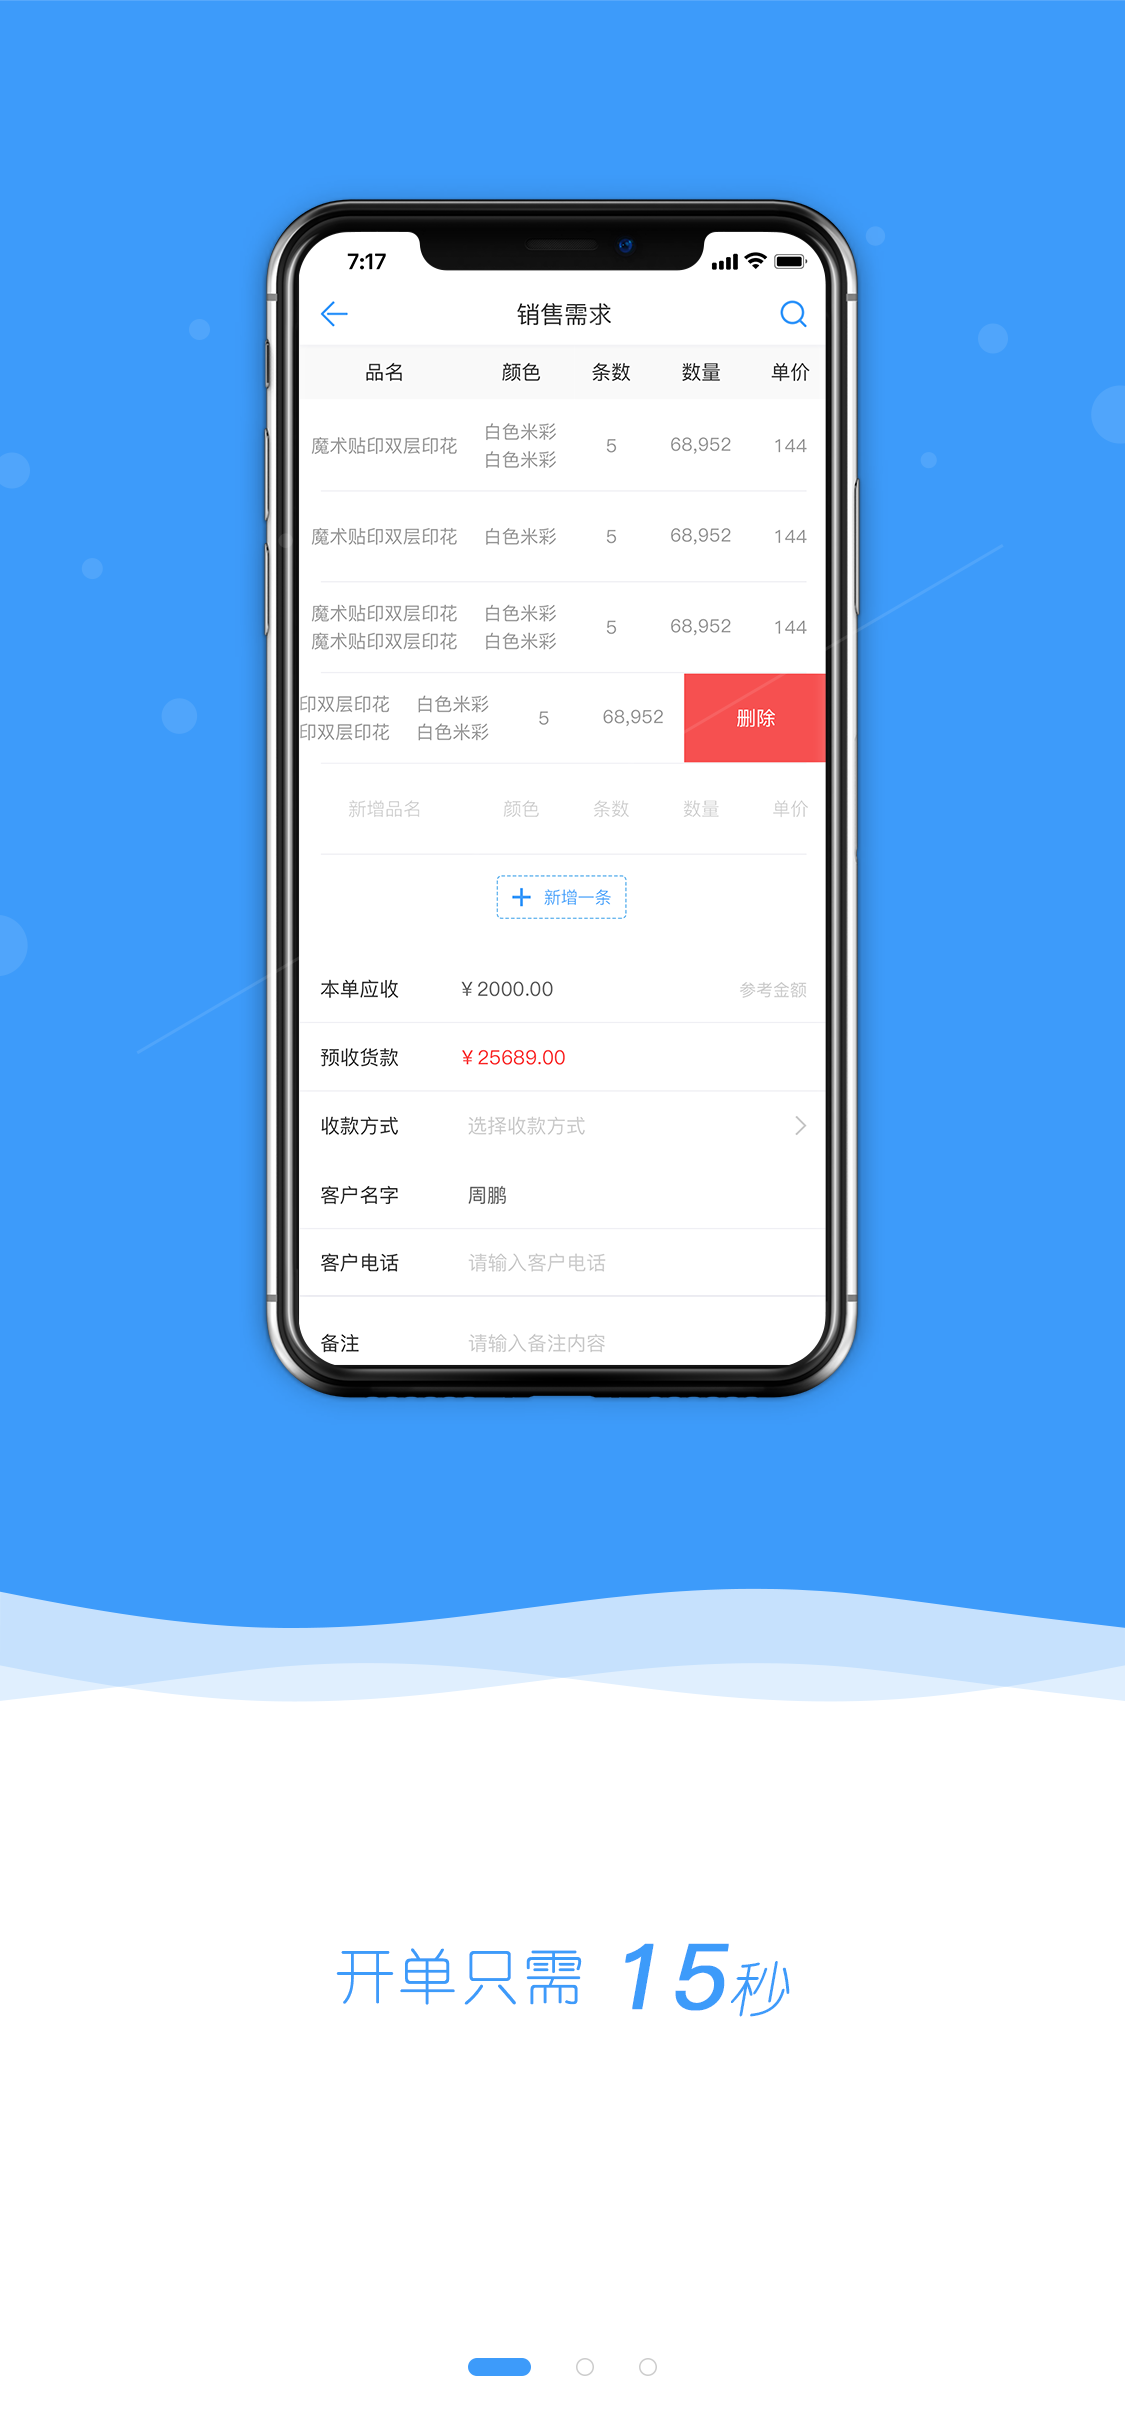 7:17
销售需求
品名 颜色 条数 数量 单价
魔术贴印双层印花 白色米彩 白色米彩 5 68,952 144
魔术贴印双层印花 白色米彩 5 68,952 144
魔术贴印双层印花 白色米彩 5 68,952 144
魔术贴印双层印花 白色米彩
印双层印花 白色米彩 5 68,952 删除
印双层印花 白色米彩
新增品名 颜色 条数 数量 单价
新增一条
本单应收 ¥2000.00 参考金额
预收货款 ¥25689.00
收款方式 选择收款方式
客户名字 周鹏
客户电话 请输入客户电话
备注 请输入备注内容
开单只需 15秒